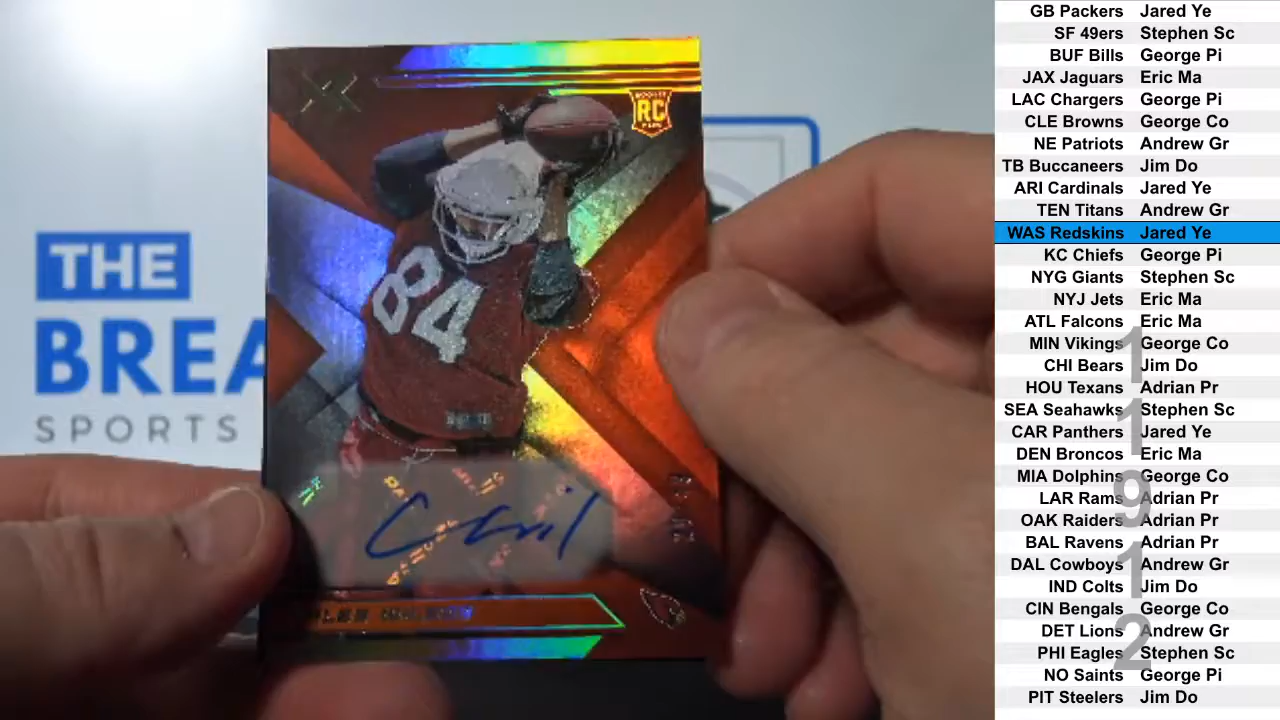 THE
BREA
SPORTS
RC
84
GB Packers Jared Ye
SF 49ers Stephen Sc
BUF Bills George Pi
JAX Jaguars Eric Ma
LAC Chargers George Pi
CLE Browns George Co
NE Patriots Andrew Gr
TB Buccaneers Jim Do
ARI Cardinals Jared Ye
TEN Titans Andrew Gr
WAS Redskins Jared Ye
KC Chiefs George Pi
NYG Giants Stephen Sc
NYJ Jets Eric Ma
ATL Falcons Eric Ma
MIN Vikings George Co
CHI Bears Jim Do
HOU Texans Adrian Pr
SEA Seahawks Stephen Sc
CAR Panthers Jared Ye
DEN Broncos Eric Ma
MIA Dolphins George Co
LAR Rams Adrian Pr
OAK Raiders Adrian Pr
BAL Ravens Adrian Pr
DAL Cowboys Andrew Gr
IND Colts Jim Do
CIN Bengals George Co
DET Lions Andrew Gr
PHI Eagles Stephen Sc
NO Saints George Pi
PIT Steelers Jim Do
1
1
9
1
2